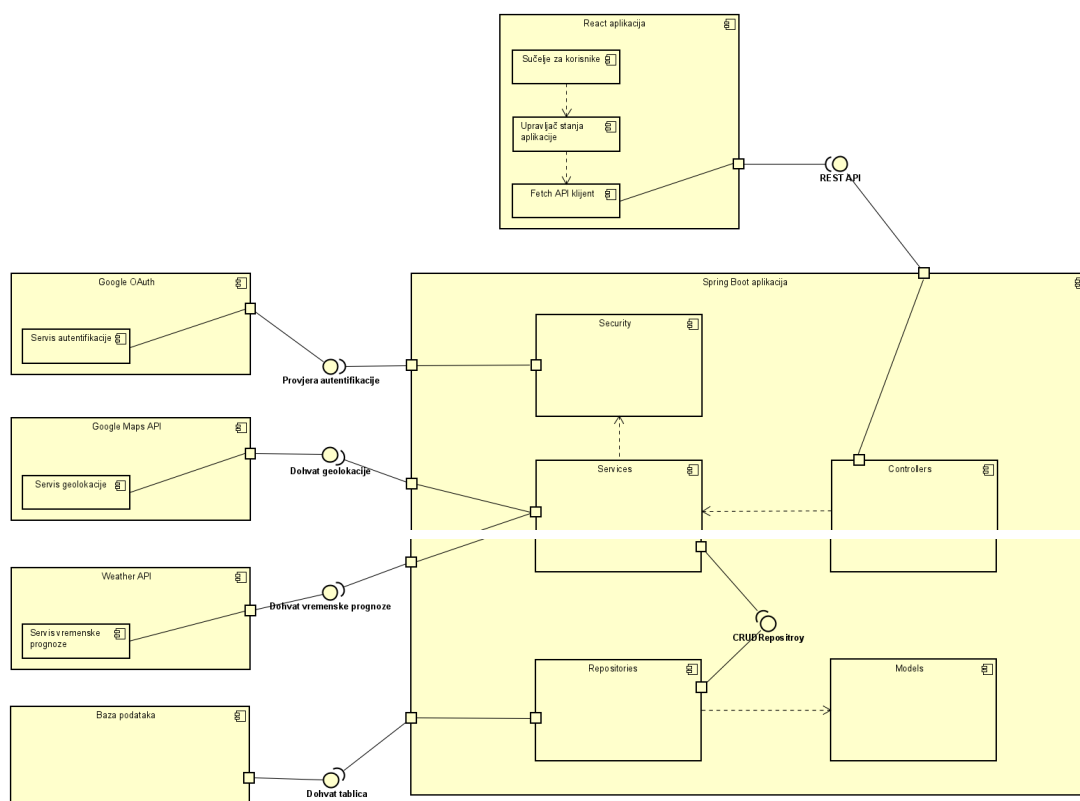 React aplikacija
Sučelje za korisnike
Upravljač stanja
aplikacije
Fetch API klijent
REST API
Google OAuth
Servis autentifikacije
Provjera autentifikacije
Spring Boot aplikacija
Security
Google Maps API
Servis geolokacije
Dohvat geolokacije
Services
Controllers
Weather API
Servis vremenske
prognoze
Dohvat vremenske prognoze
CRUDRepositroy
Repositories
Models
Baza podataka
Dohvat tablica